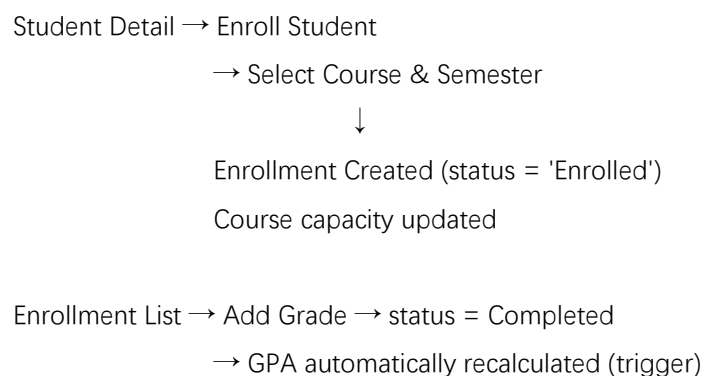 Student Detail → Enroll Student
→ Select Course & Semester
↓
Enrollment Created (status = 'Enrolled')
Course capacity updated
Enrollment List → Add Grade → status = Completed
→ GPA automatically recalculated (trigger)